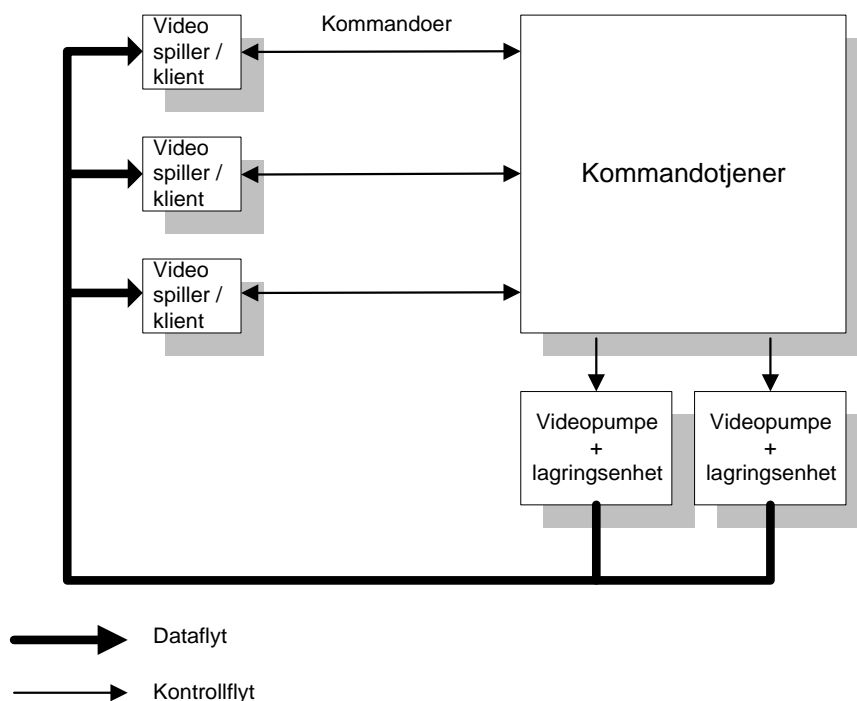 Video
spiller /
klient
Kommandoer
Video
spiller /
klient
Kommandotjener
Video
spiller /
klient
Videopumpe
+
lagringsenhet
Videopumpe
+
lagringsenhet
Dataflyt
Kontrollflyt